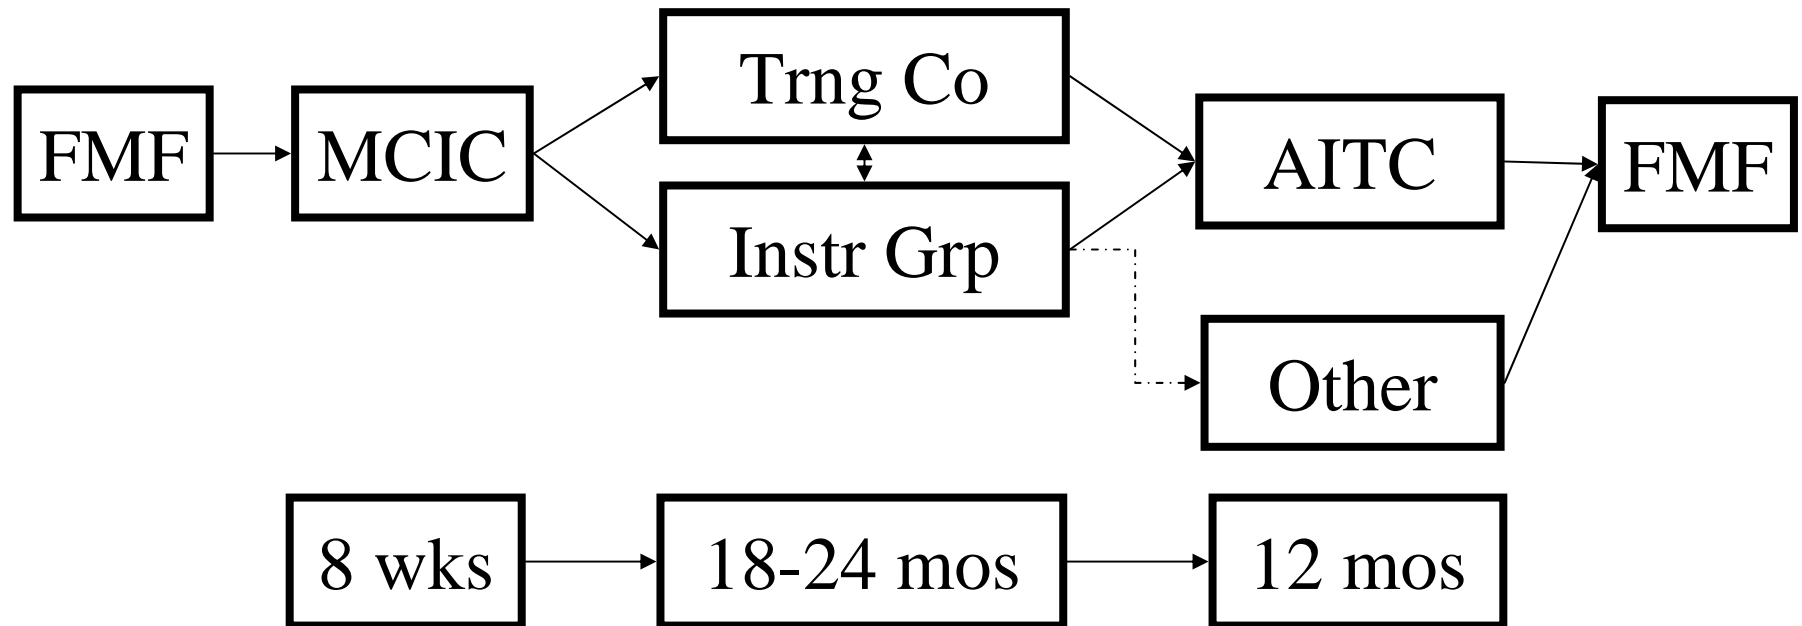 FMF
MCIC
Trng Co
Instr Grp
AITC
Other
FMF
8 wks
18-24 mos
12 mos